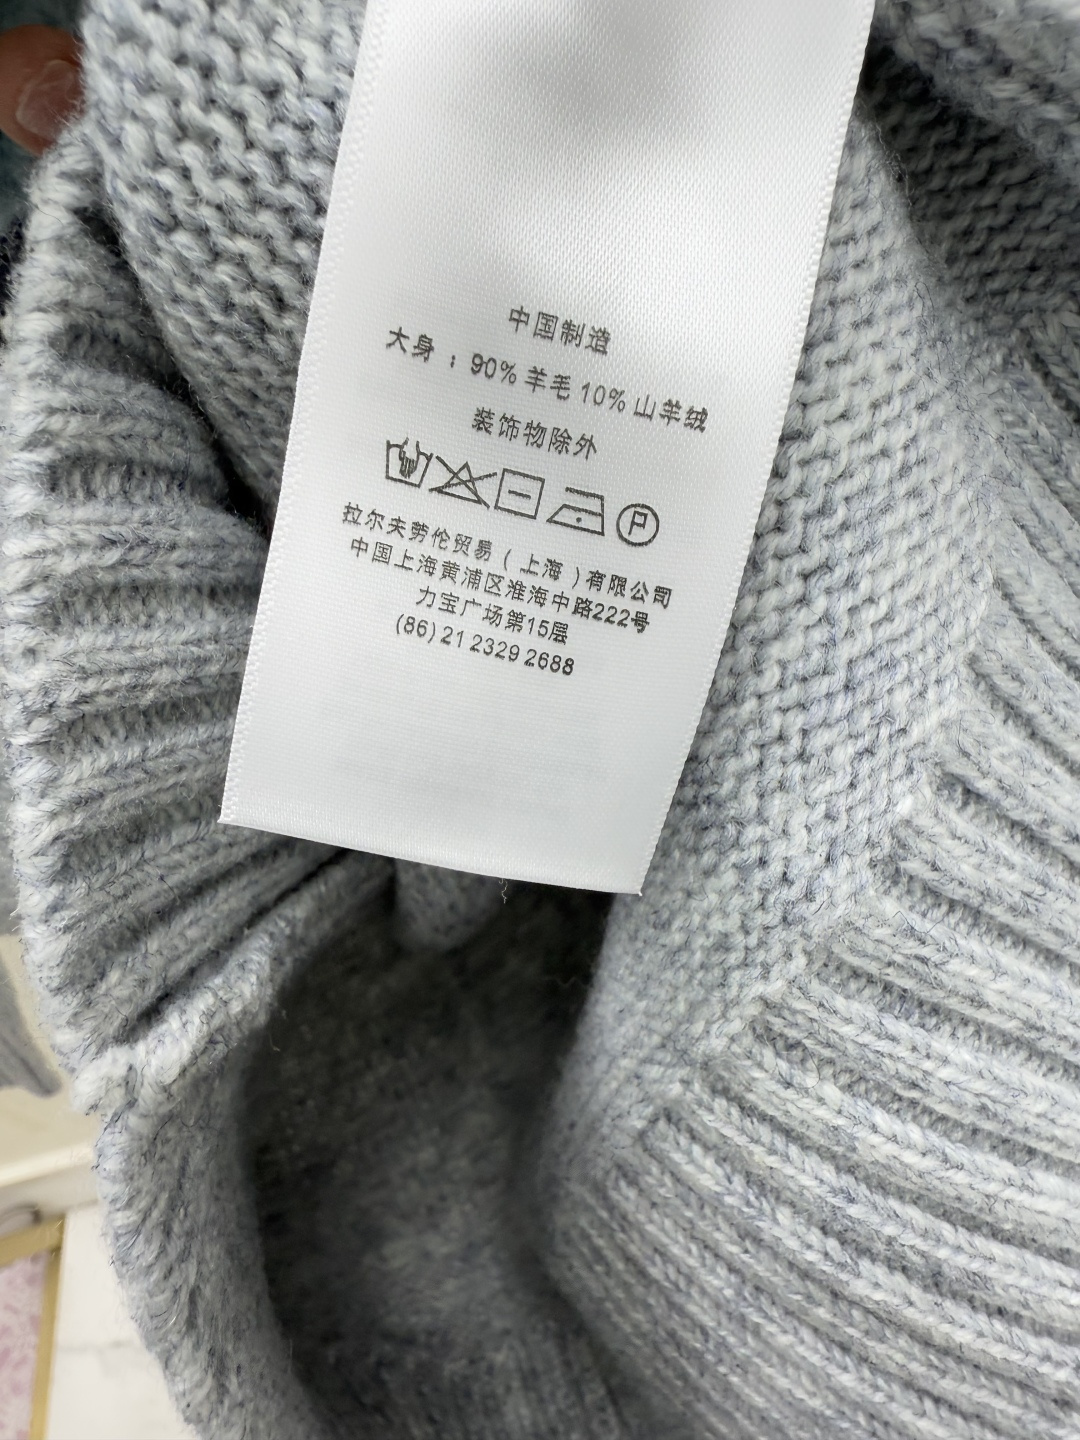 中国制造
大身：90% 羊毛 10% 山羊绒
装饰物除外
P
拉尔夫劳伦贸易（上海）有限公司
中国上海黄浦区淮海中路222号
力宝广场第15层
(86) 21 2329 2688